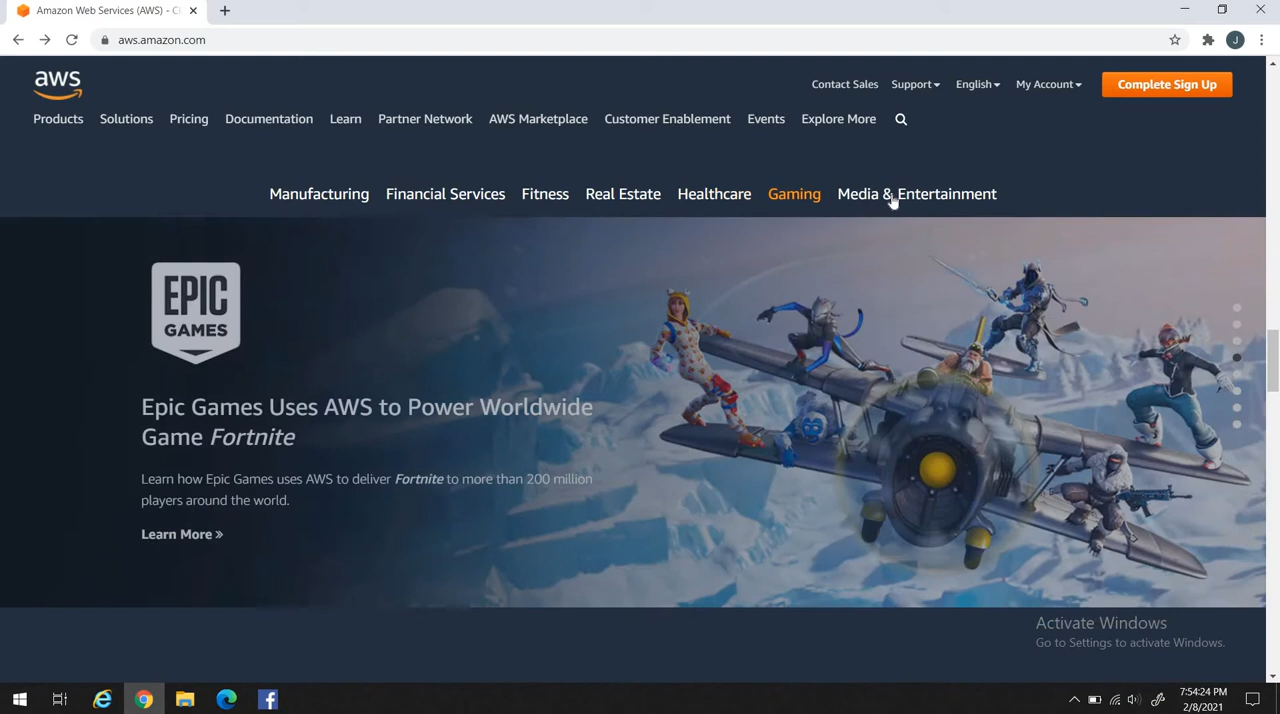 Amazon Web Services (AWS) - Cl
aws.amazon.com
J
aws
Contact Sales Support English My Account Complete Sign Up
Products Solutions Pricing Documentation Learn Partner Network AWS Marketplace Customer Enablement Events Explore More
Manufacturing Financial Services Fitness Real Estate Healthcare Gaming Media & Entertainment
EPIC
GAMES
Epic Games Uses AWS to Power Worldwide
Game Fortnite
Learn how Epic Games uses AWS to deliver Fortnite to more than 200 million
players around the world.
Learn More »
Activate Windows
Go to Settings to activate Windows.
7:54:24 PM
2/8/2021